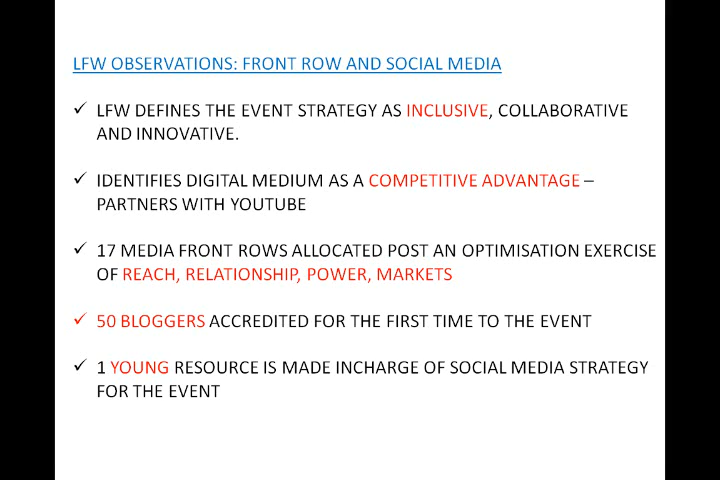 LFW OBSERVATIONS: FRONT ROW AND SOCIAL MEDIA
✓ LFW DEFINES THE EVENT STRATEGY AS INCLUSIVE, COLLABORATIVE
AND INNOVATIVE.
✓ IDENTIFIES DIGITAL MEDIUM AS A COMPETITIVE ADVANTAGE –
PARTNERS WITH YOUTUBE
✓ 17 MEDIA FRONT ROWS ALLOCATED POST AN OPTIMISATION EXERCISE
OF REACH, RELATIONSHIP, POWER, MARKETS
✓ 50 BLOGGERS ACCREDITED FOR THE FIRST TIME TO THE EVENT
✓ 1 YOUNG RESOURCE IS MADE INCHARGE OF SOCIAL MEDIA STRATEGY
FOR THE EVENT